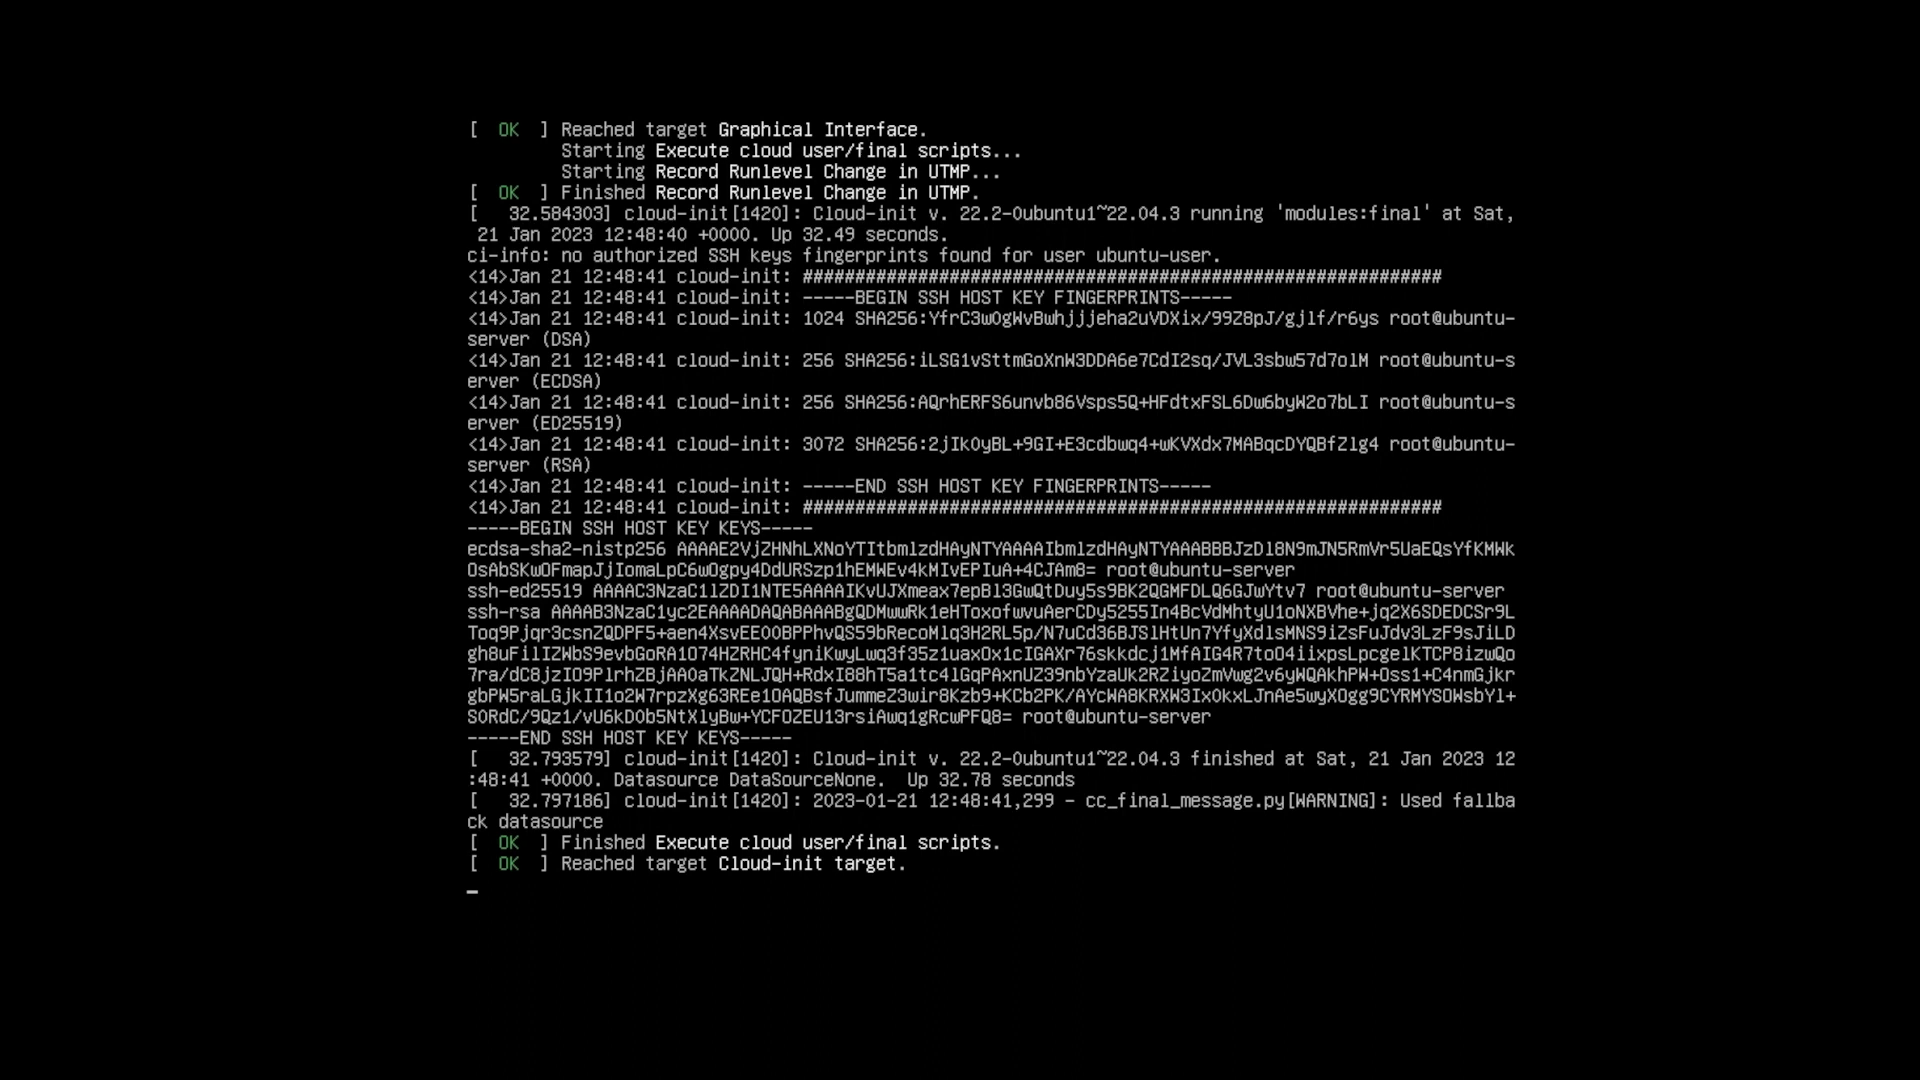 [  OK  ] Reached target Graphical Interface.
         Starting Execute cloud user/final scripts...
         Starting Record Runlevel Change in UTMP...
[  OK  ] Finished Record Runlevel Change in UTMP.
[   32.584303] cloud-init[1420]: Cloud-init v. 22.2-0ubuntu1~22.04.3 running 'modules:final' at Sat,
 21 Jan 2023 12:48:40 +0000. Up 32.49 seconds.
ci-info: no authorized SSH keys fingerprints found for user ubuntu-user.
<14>Jan 21 12:48:41 cloud-init: #############################################################
<14>Jan 21 12:48:41 cloud-init: -----BEGIN SSH HOST KEY FINGERPRINTS-----
<14>Jan 21 12:48:41 cloud-init: 1024 SHA256:YfrC3wOgWvBwhjjjeha2uVDXix/99Z8pJ/gjlf/r6ys root@ubuntu-
server (DSA)
<14>Jan 21 12:48:41 cloud-init: 256 SHA256:iLSG1vSttmGoXnW3DDA6e7CdI2sq/JVL3sbw57d7olM root@ubuntu-s
erver (ECDSA)
<14>Jan 21 12:48:41 cloud-init: 256 SHA256:AQrhERFS6unvb86Vsps5Q+HFdtxFSL6Dw6byW2o7bLI root@ubuntu-s
erver (ED25519)
<14>Jan 21 12:48:41 cloud-init: 3072 SHA256:2jIkOyBL+9GI+E3cdbwq4+wKVXdx7MABqcDYQBfZlg4 root@ubuntu-
server (RSA)
<14>Jan 21 12:48:41 cloud-init: -----END SSH HOST KEY FINGERPRINTS-----
<14>Jan 21 12:48:41 cloud-init: #############################################################
-----BEGIN SSH HOST KEY KEYS-----
ecdsa-sha2-nistp256 AAAAE2VjZHNhLXNoYTItbmlzdHAyNTYAAAAIbmlzdHAyNTYAAABBBJzDl8N9mJN5RmVr5UaEQsYfKMWk
OsAbSKwOFmapJjIomaLpC6wOgpy4DdURSzp1hEMWEv4kMIvEPIuA+4CJAm8= root@ubuntu-server
ssh-ed25519 AAAAC3NzaC1lZDI1NTE5AAAAIKvUJXmeax7epBl3GwQtDuy5s9BK2QGMFDLQ6GJwYtv7 root@ubuntu-server
ssh-rsa AAAAB3NzaC1yc2EAAAADAQABAAABgQDMwwRk1eHToxofwvuAerCDy5255In4BcVdMhtyU1oNXBVhe+jq2X6SDEDCSr9L
Toq9Pjqr3csnZQDPF5+aen4XsvEEO0BPPhvQS59bRecoMlq3H2RL5p/N7uCd36BJSlHtUn7YfyXdlsMNS9iZsFuJdv3LzF9sJiLD
gh8uFilIZWbS9evbGoRA1O74HZRHC4fyniKwyLwq3f35z1uaxOx1cIGAXr76skkdcj1MfAIG4R7toO4iixpsLpcgelKTCP8izwQo
7ra/dC8jzIO9PlrhZBjAA0aTkZNLJQH+RdxI88hT5a1tc4lGqPAxnUZ39nbYzaUk2RZiyoZmVwg2v6yWQAkhPW+Oss1+C4nmGjkr
gbPW5raLGjkII1o2W7rpzXg63REe1OAQBsfJummeZ3wir8Kzb9+KCb2PK/AYcWA8KRXW3IxOkxLJnAe5wyXOgg9CYRMYSOWsbYl+
SORdC/9Qz1/vU6kDOb5NtXlyBw+YCFOZEU13rsiAwq1gRcwPFQ8= root@ubuntu-server
-----END SSH HOST KEY KEYS-----
[   32.793579] cloud-init[1420]: Cloud-init v. 22.2-0ubuntu1~22.04.3 finished at Sat, 21 Jan 2023 12
:48:41 +0000. Datasource DataSourceNone.  Up 32.78 seconds
[   32.797186] cloud-init[1420]: 2023-01-21 12:48:41,299 - cc_final_message.py[WARNING]: Used fallba
ck datasource
[  OK  ] Finished Execute cloud user/final scripts.
[  OK  ] Reached target Cloud-init target.